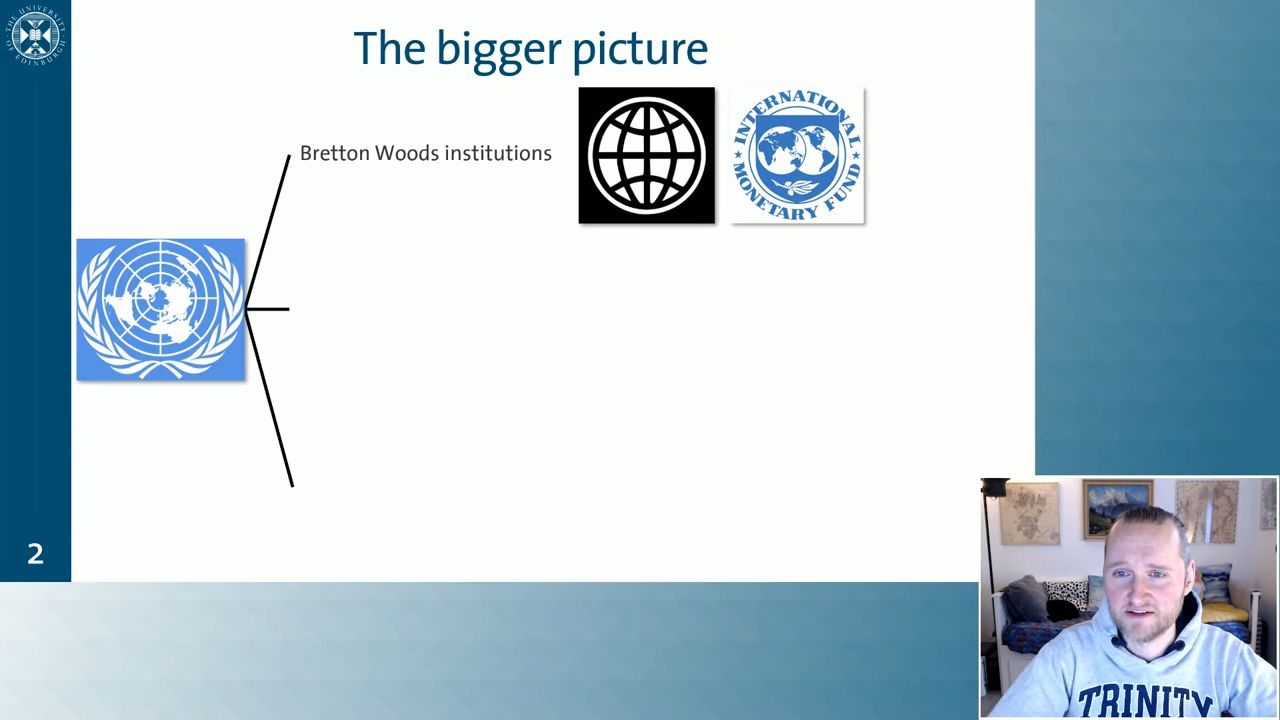 THE UNIVERSITY OF EDINBURGH
The bigger picture
Bretton Woods institutions
INTERNATIONAL MONETARY FUND
2
TRINITY